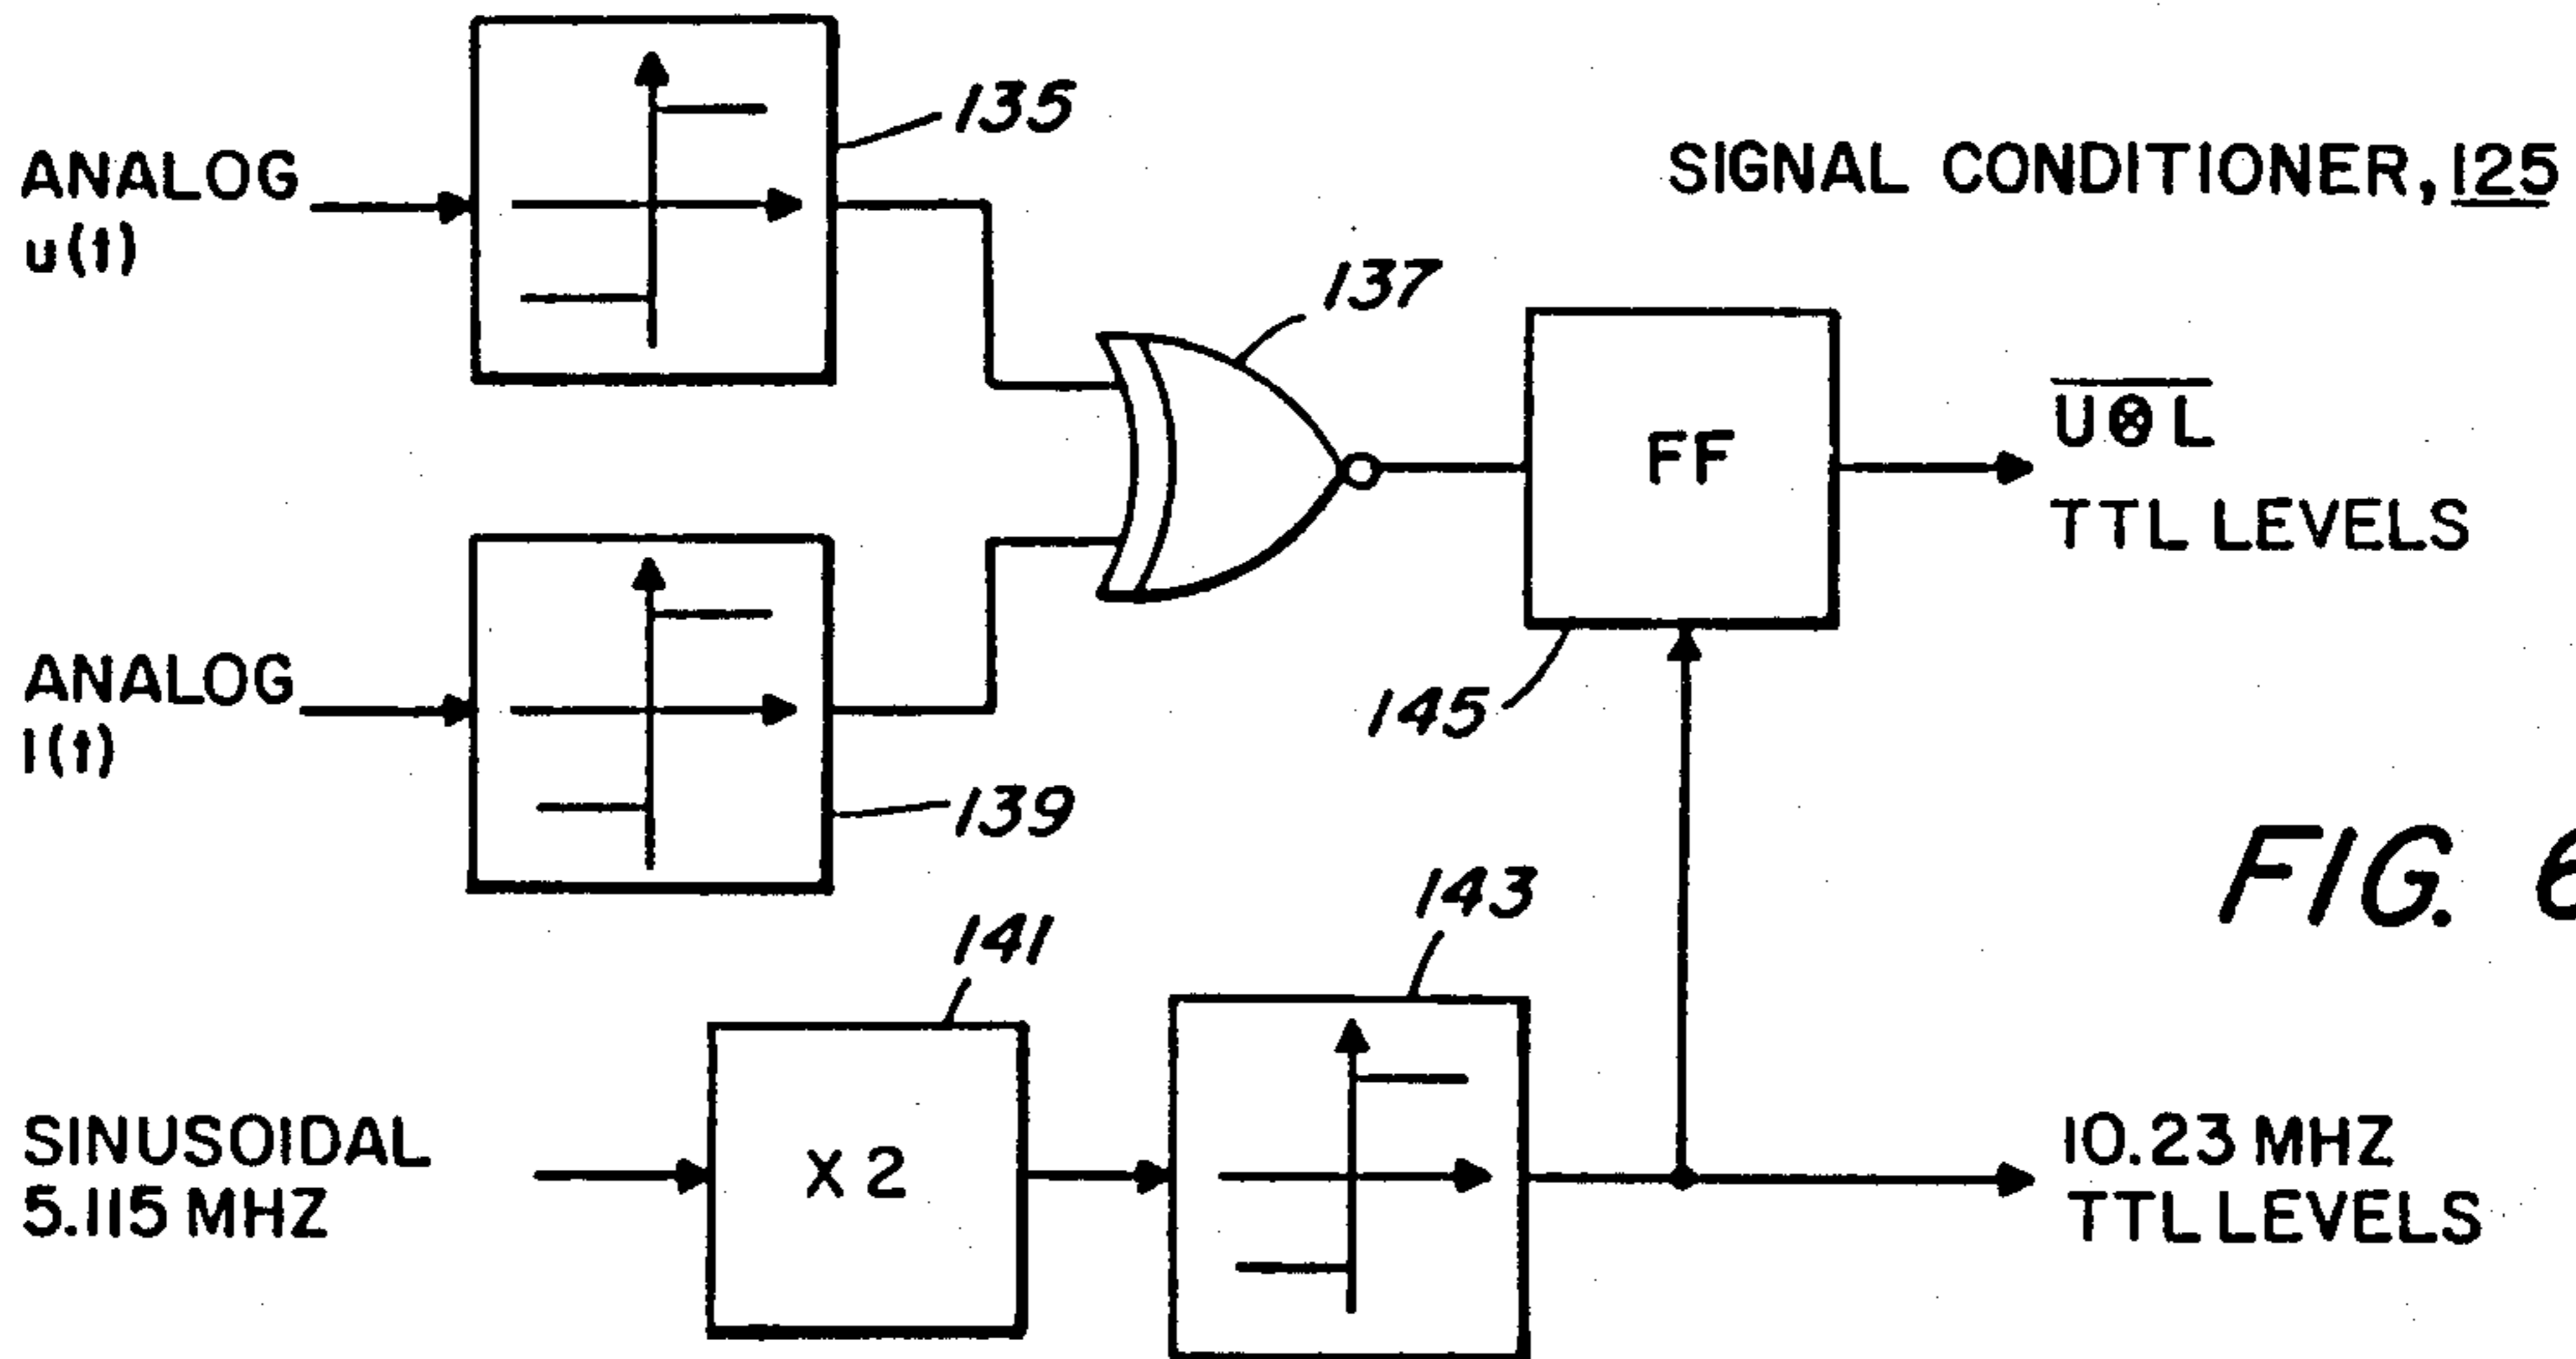 135
ANALOG
u(t)
SIGNAL CONDITIONER, 125
137
FF
U⊗L
TTL LEVELS
145
ANALOG
l(t)
139
FIG. 6
141
143
SINUSOIDAL
5.115 MHZ
X 2
10.23 MHZ
TTL LEVELS